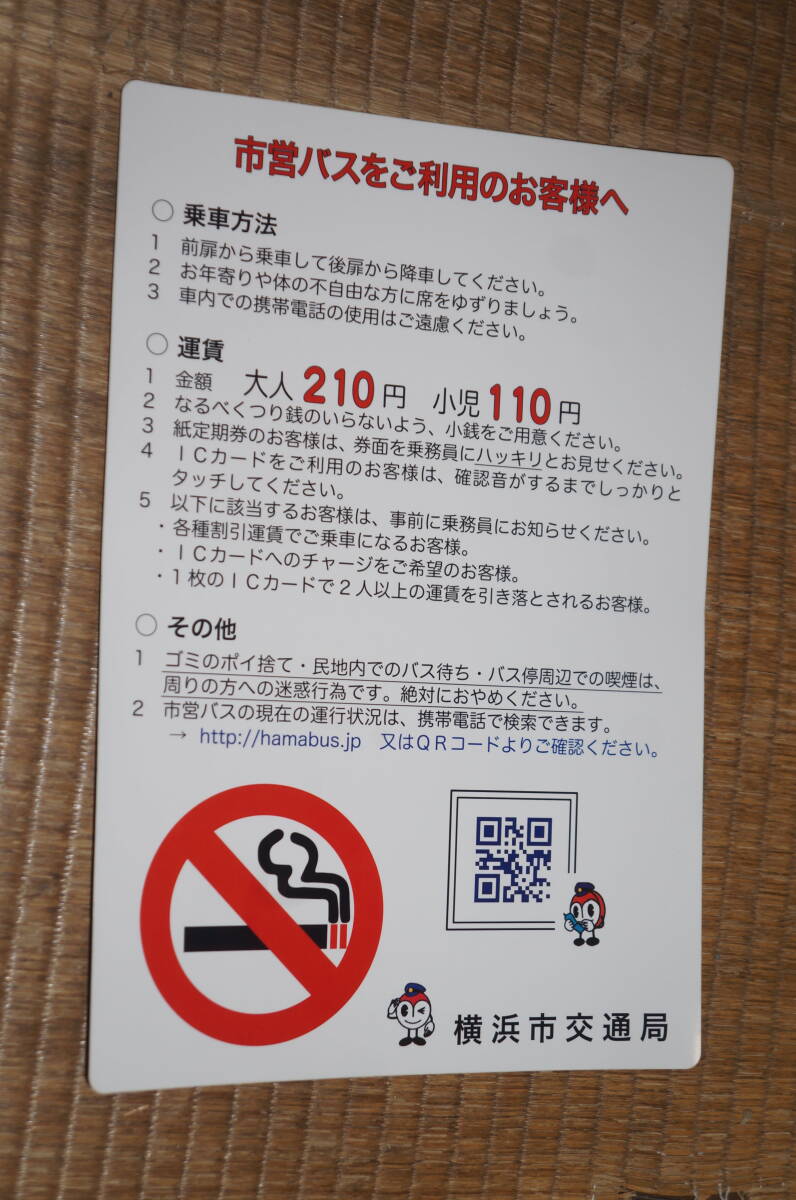 市営バスをご利用のお客様へ
○ 乗車方法
1 前扉から乗車して後扉から降車してください。
2 お年寄りや体の不自由な方に席をゆずりましょう。
3 車内での携帯電話の使用はご遠慮ください。
○ 運賃
1 金額 大人 210 円 小児 110 円
2 なるべくつり銭のいらないよう、小銭をご用意ください。
3 紙定期券のお客様は、券面を乗務員にハッキリとお見せください。
4 ＩＣカードをご利用のお客様は、確認音がするまでしっかりと
タッチしてください。
5 以下に該当するお客様は、事前に乗務員にお知らせください。
・各種割引運賃でご乗車になるお客様。
・ＩＣカードへのチャージをご希望のお客様。
・１枚のＩＣカードで２人以上の運賃を引き落とされるお客様。
○ その他
1 ゴミのポイ捨て・民地内でのバス待ち・バス停周辺での喫煙は、
周りの方への迷惑行為です。絶対におやめください。
2 市営バスの現在の運行状況は、携帯電話で検索できます。
→ http://hamabus.jp 又はＱＲコードよりご確認ください。
横浜市交通局